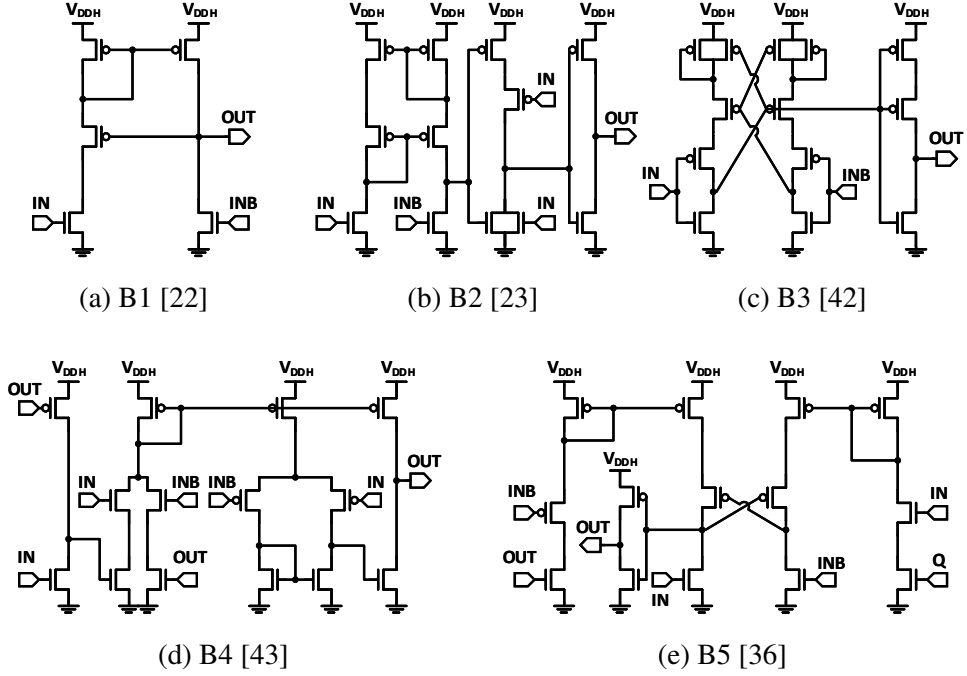 VDDH VDDH
OUT
IN INB
(a) B1 [22]
VDDH VDDH VDDH VDDH
IN
OUT
IN INB IN
(b) B2 [23]
VDDH VDDH VDDH
OUT
IN INB
(c) B3 [42]
VDDH VDDH VDDH VDDH
OUT
OUT
IN INB INB IN
IN OUT
(d) B4 [43]
VDDH VDDH VDDH VDDH
VDDH
INB IN
OUT
OUT INB Q
IN
(e) B5 [36]